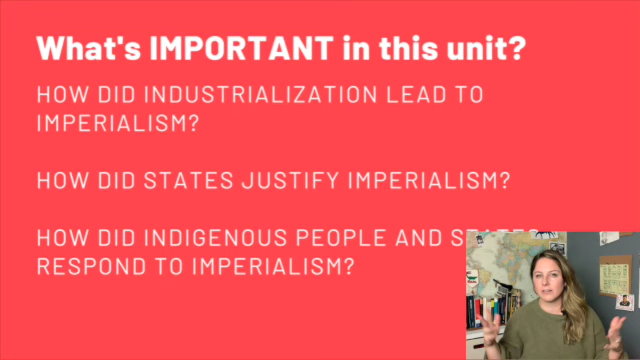 What's IMPORTANT in this unit?
HOW DID INDUSTRIALIZATION LEAD TO
IMPERIALISM?
HOW DID STATES JUSTIFY IMPERIALISM?
HOW DID INDIGENOUS PEOPLE AND
RESPOND TO IMPERIALISM?